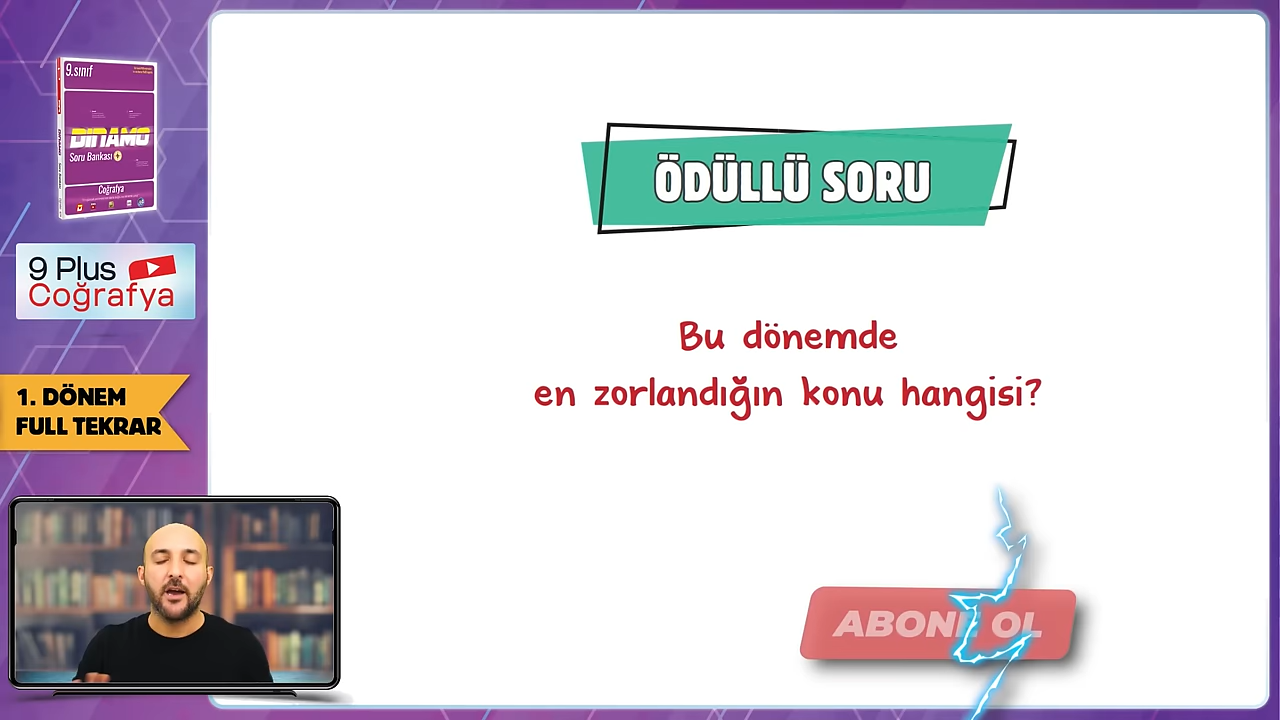 9.sınıf
DİNAMO
Soru Bankası
Coğrafya
9 Plus
Coğrafya
1. DÖNEM
FULL TEKRAR
ÖDÜLLÜ SORU
Bu dönemde
en zorlandığın konu hangisi?
ABONE OL